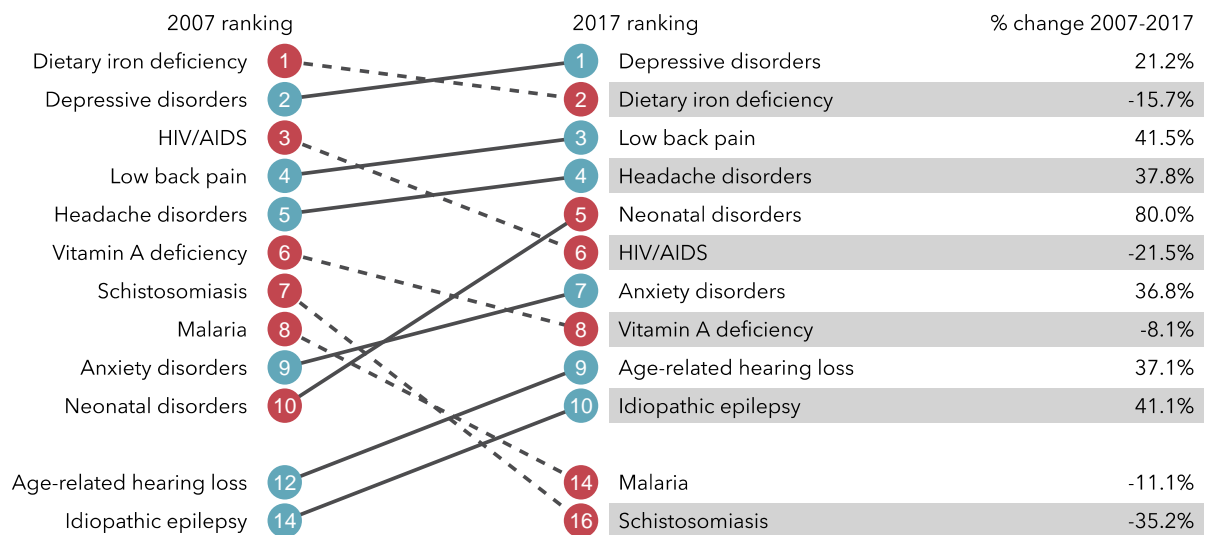 2007 ranking 2017 ranking % change 2007-2017
Dietary iron deficiency 1 1 Depressive disorders 21.2%
Depressive disorders 2 2 Dietary iron deficiency -15.7%
HIV/AIDS 3 3 Low back pain 41.5%
Low back pain 4 4 Headache disorders 37.8%
Headache disorders 5 5 Neonatal disorders 80.0%
Vitamin A deficiency 6 6 HIV/AIDS -21.5%
Schistosomiasis 7 7 Anxiety disorders 36.8%
Malaria 8 8 Vitamin A deficiency -8.1%
Anxiety disorders 9 9 Age-related hearing loss 37.1%
Neonatal disorders 10 10 Idiopathic epilepsy 41.1%
Age-related hearing loss 12 14 Malaria -11.1%
Idiopathic epilepsy 14 16 Schistosomiasis -35.2%